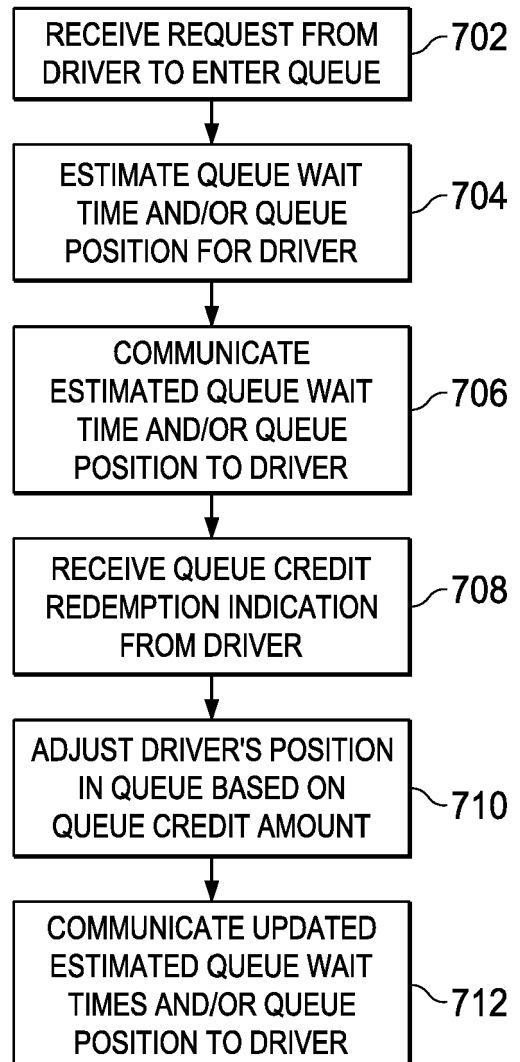 RECEIVE REQUEST FROM
DRIVER TO ENTER QUEUE
702
ESTIMATE QUEUE WAIT
TIME AND/OR QUEUE
POSITION FOR DRIVER
704
COMMUNICATE
ESTIMATED QUEUE WAIT
TIME AND/OR QUEUE
POSITION TO DRIVER
706
RECEIVE QUEUE CREDIT
REDEMPTION INDICATION
FROM DRIVER
708
ADJUST DRIVER'S POSITION
IN QUEUE BASED ON
QUEUE CREDIT AMOUNT
710
COMMUNICATE UPDATED
ESTIMATED QUEUE WAIT
TIMES AND/OR QUEUE
POSITION TO DRIVER
712